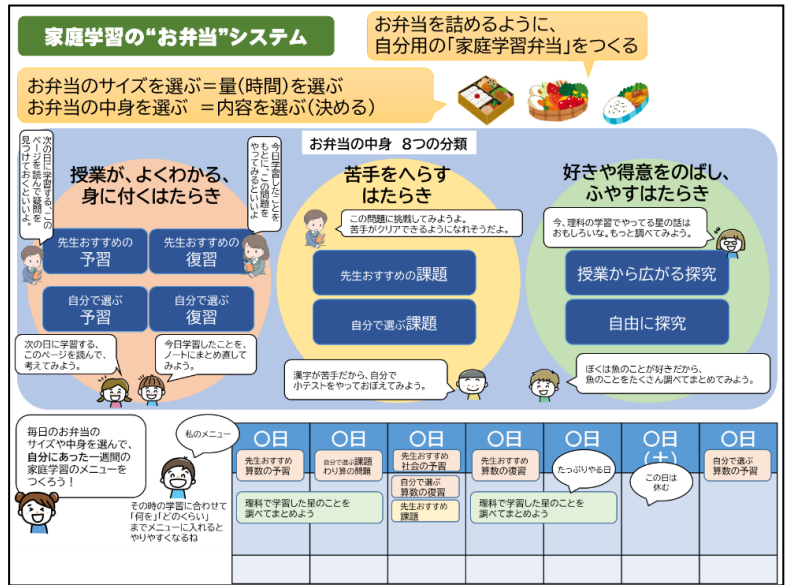 家庭学習の“お弁当”システム
お弁当を詰めるように、
自分用の「家庭学習弁当」をつくる
お弁当のサイズを選ぶ＝量(時間)を選ぶ
お弁当の中身を選ぶ ＝内容を選ぶ(決める)
お弁当の中身 8つの分類
次の日に学習する、この
ページを読んで疑問を
見つけておくといいよ。
授業が、よくわかる、
身に付くはたらき
今日学習したことを
もとに、この問題を
やってみるといいよ
先生おすすめの
予習
先生おすすめの
復習
自分で選ぶ
予習
自分で選ぶ
復習
次の日に学習する、
このページを読んで、
考えてみよう。
今日学習したことを、
ノートにまとめ直して
みよう。
苦手をへらす
はたらき
この問題に挑戦してみようよ。
苦手がクリアできるようになれそうだよ。
先生おすすめの課題
自分で選ぶ課題
漢字が苦手だから、自分で
小テストをやっておぼえてみよう。
好きや得意をのばし、
ふやすはたらき
今、理科の学習でやってる星の話は
おもしろいな。もっと調べてみよう。
授業から広がる探究
自由に探究
ぼくは魚のことが好きだから、
魚のことをたくさん調べてまとめてみよう。
毎日のお弁当の
サイズや中身を選んで、
自分にあった一週間の
家庭学習のメニューを
つくろう！
私のメニュー
その時の学習に合わせて
「何を」「どのくらい」
までメニューに入れると
やりやすくなるね
〇日
〇日
〇日
〇日
〇日
〇日
(土)
〇日
先生おすすめ
算数の予習
自分で選ぶ課題
わり算の問題
先生おすすめ
社会の予習
先生おすすめ
算数の復習
たっぷりやる日
この日は
休む
自分で選ぶ
算数の予習
自分で選ぶ
算数の復習
先生おすすめ
課題
理科で学習した星のことを
調べてまとめよう
理科で学習した星のことを
調べてまとめよう